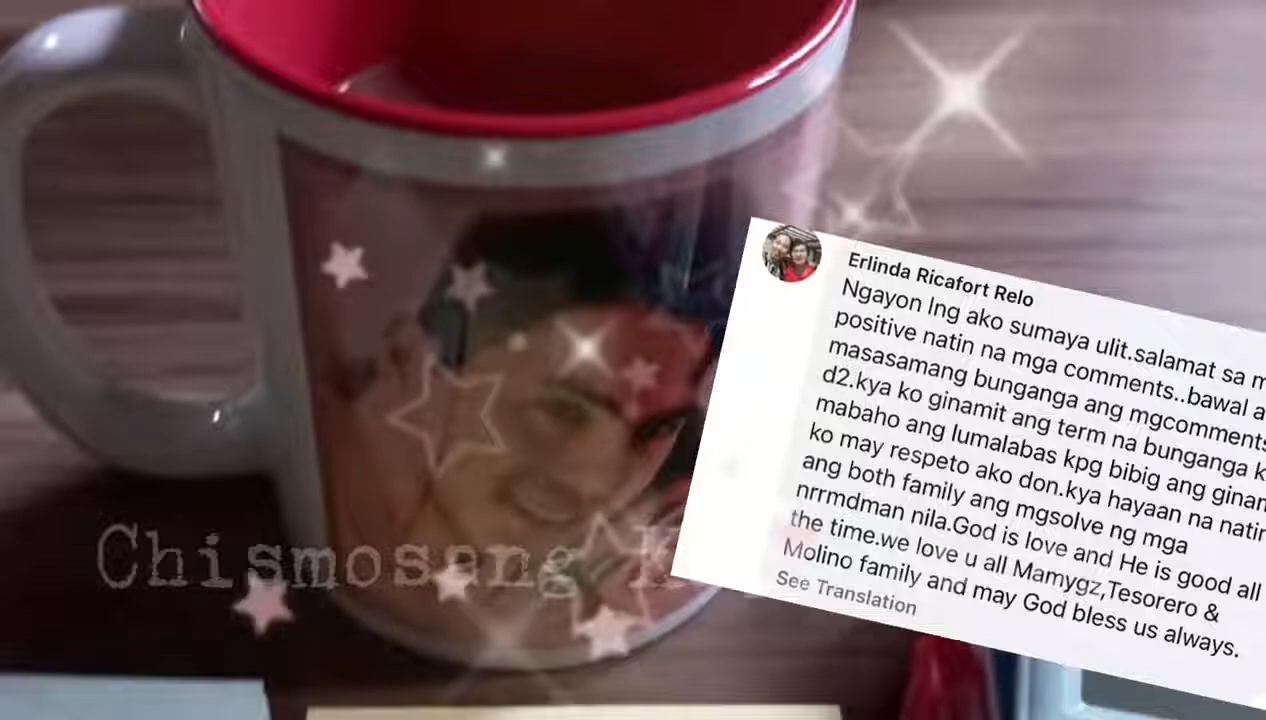 Chismosang K
Erlinda Ricafort Relo
Ngayon lng ako sumaya ulit.salamat sa m
positive natin na mga comments..bawal a
masasamang bunganga ang mgcomments
d2.kya ko ginamit ang term na bunganga k
mabaho ang lumalabas kpg bibig ang ginam
ko may respeto ako don.kya hayaan na natin
ang both family ang mgsolve ng mga
nrrmdman nila.God is love and He is good all
the time.we love u all Mamygz,Tesorero &
Molino family and may God bless us always.
See Translation